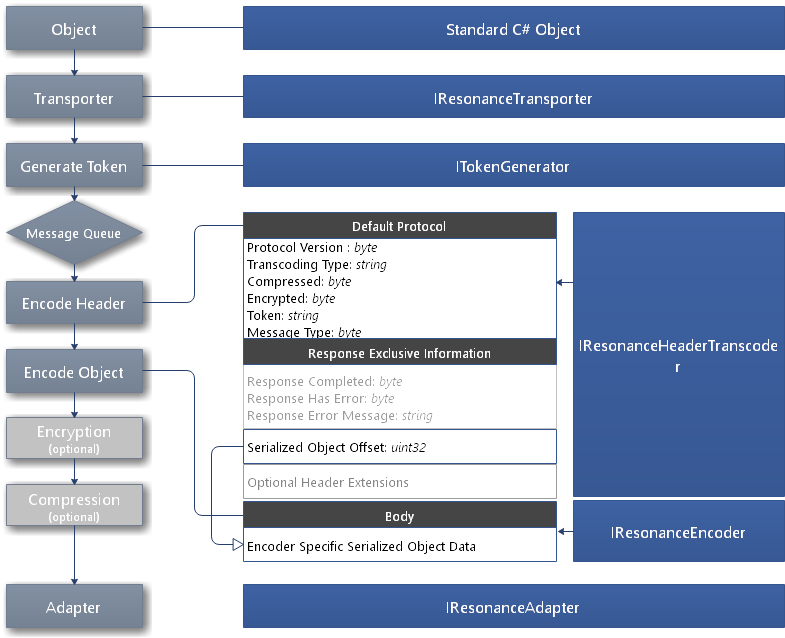 Object
Standard C# Object
Transporter
IResonanceTransporter
Generate Token
ITokenGenerator
Message Queue
Encode Header
Encode Object
Encryption
(optional)
Compression
(optional)
Adapter
Default Protocol
Protocol Version : byte
Transcoding Type: string
Compressed: byte
Encrypted: byte
Token: string
Message Type: byte
Response Exclusive Information
Response Completed: byte
Response Has Error: byte
Response Error Message: string
Serialized Object Offset: uint32
Optional Header Extensions
Body
Encoder Specific Serialized Object Data
IResonanceHeaderTranscode
r
IResonanceEncoder
IResonanceAdapter